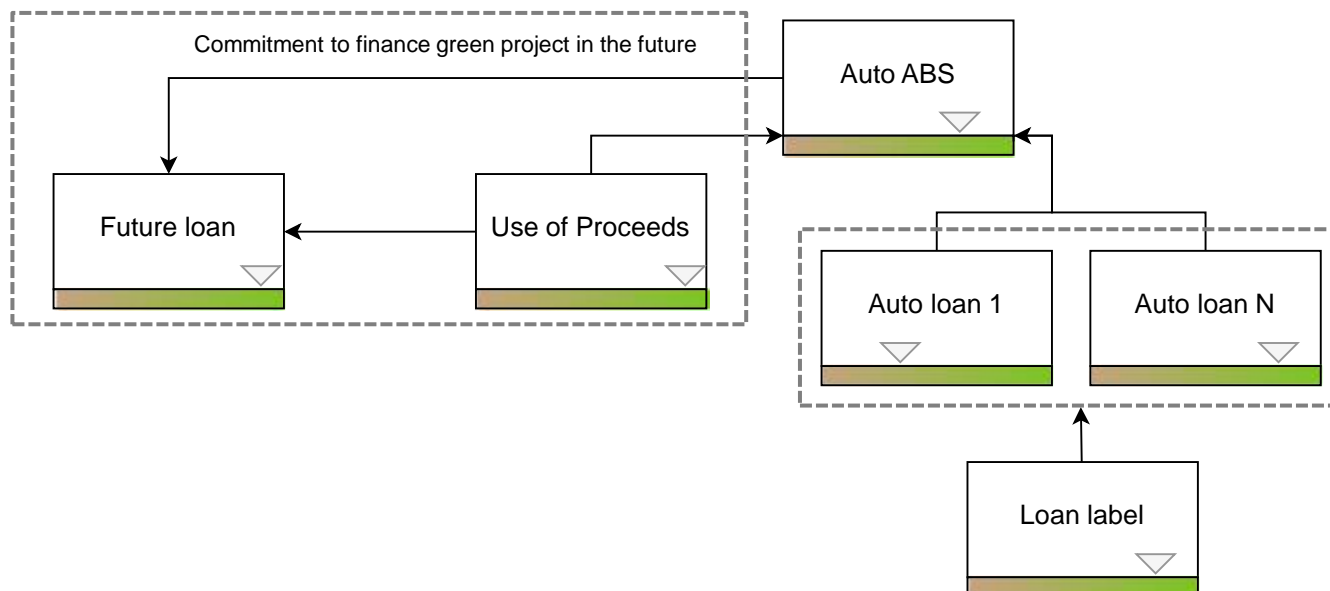 Commitment to finance green project in the future
Auto ABS
Future loan
Use of Proceeds
Auto loan 1
Auto loan N
Loan label